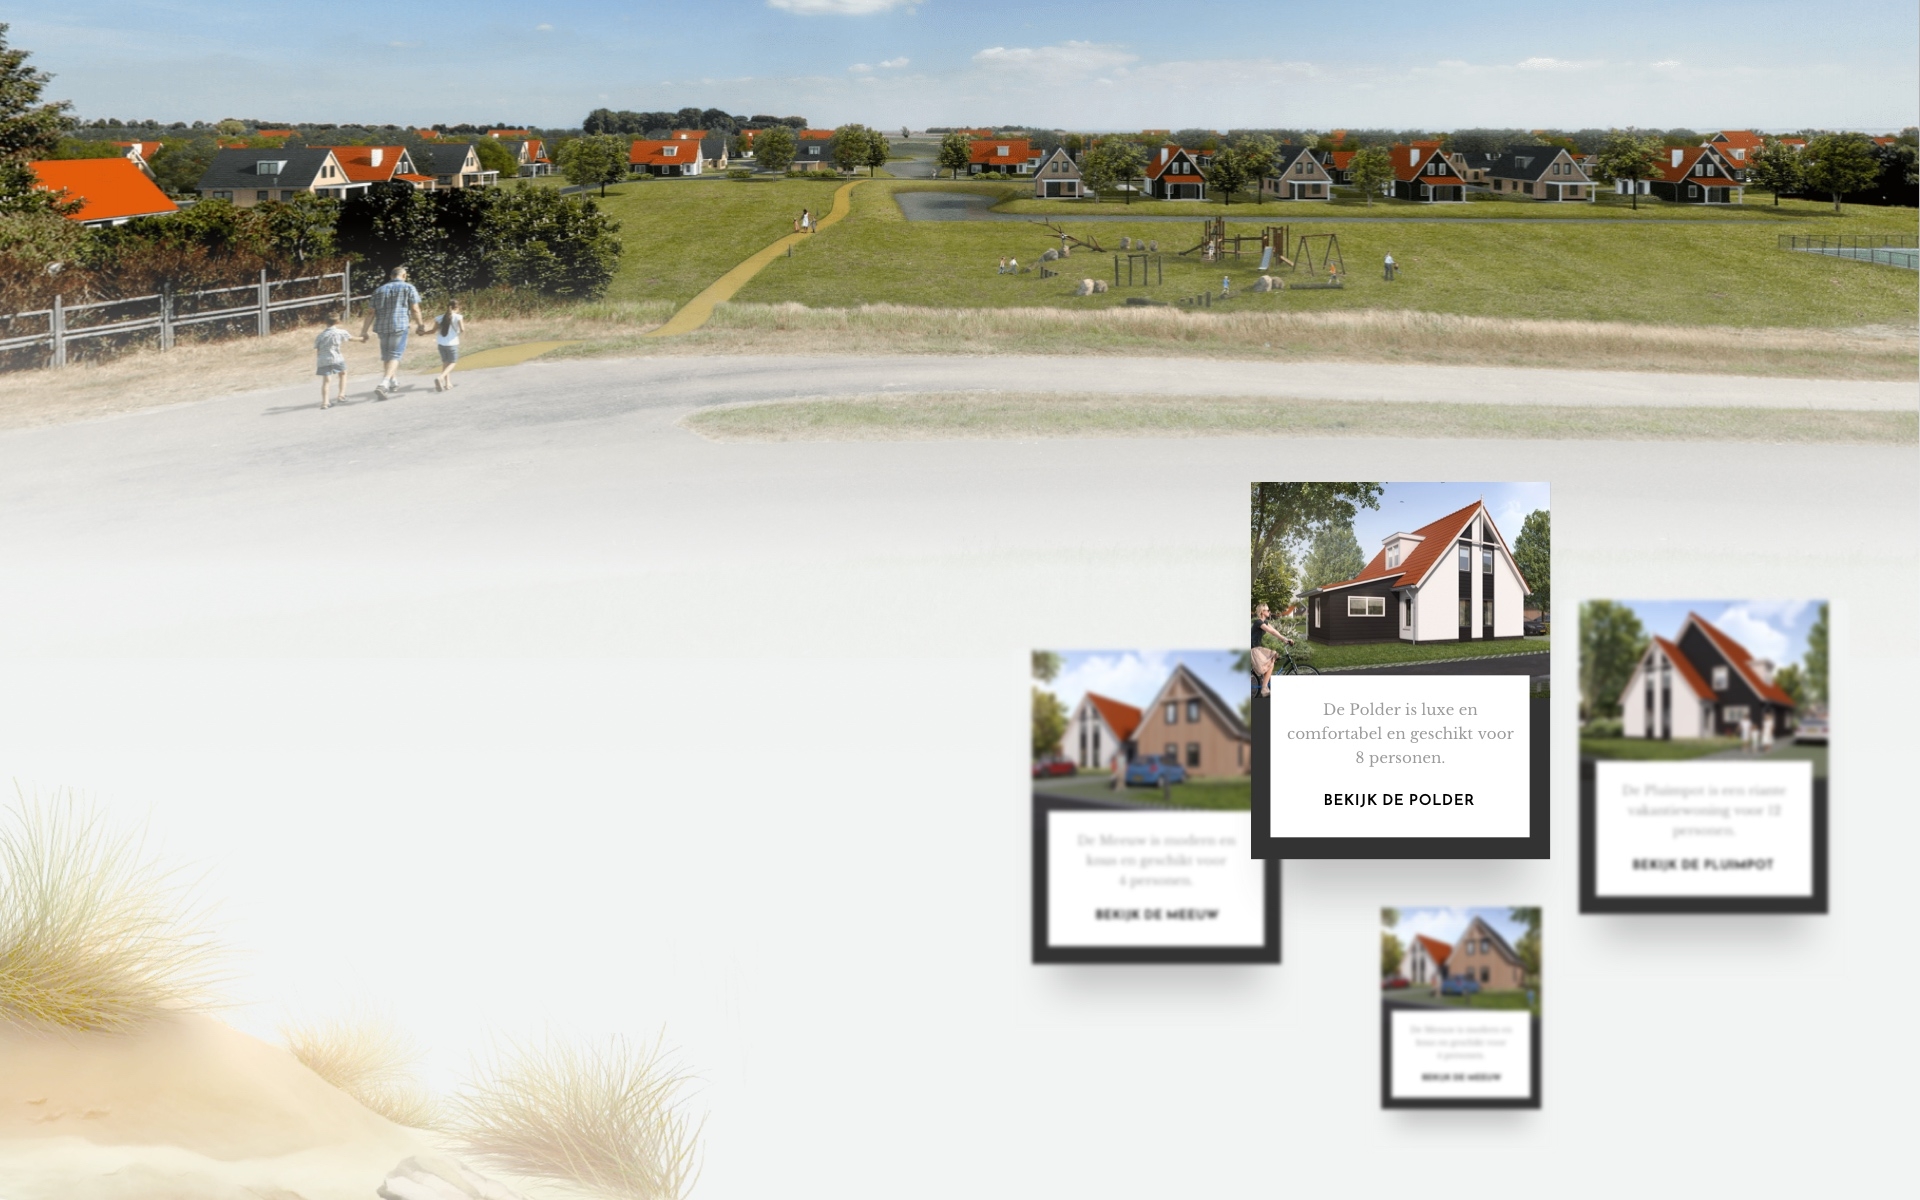 De Polder is luxe en
comfortabel en geschikt voor
8 personen.
BEKIJK DE POLDER
De Meeuw is modern en
knus en geschikt voor
4 personen.
BEKIJK DE MEEUW
De Pluimpot is een riante
vakantiewoning voor 12
personen.
BEKIJK DE PLUIMPOT
De Meeuw is modern en
knus en geschikt voor
4 personen.
BEKIJK DE MEEUW